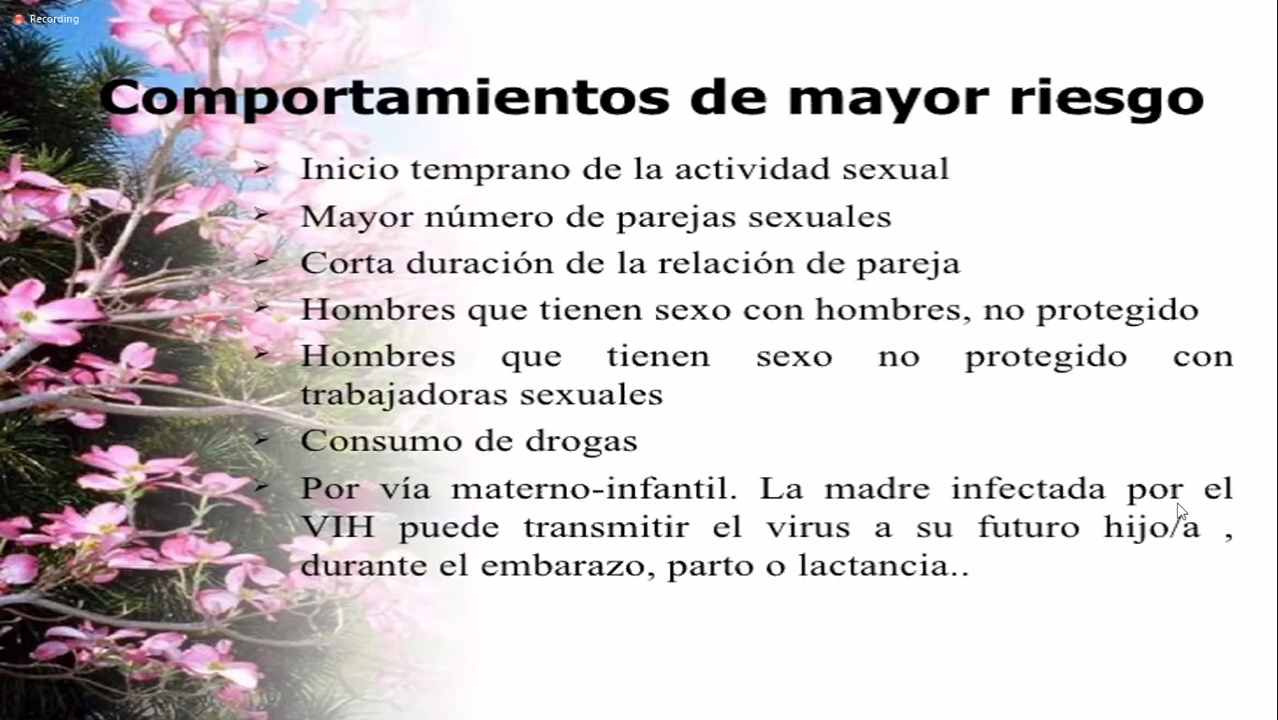 Recording
Comportamientos de mayor riesgo
➢ Inicio temprano de la actividad sexual
➢ Mayor número de parejas sexuales
➢ Corta duración de la relación de pareja
➢ Hombres que tienen sexo con hombres, no protegido
➢ Hombres que tienen sexo no protegido con
trabajadoras sexuales
➢ Consumo de drogas
➢ Por vía materno-infantil. La madre infectada por el
VIH puede transmitir el virus a su futuro hijo/a ,
durante el embarazo, parto o lactancia..